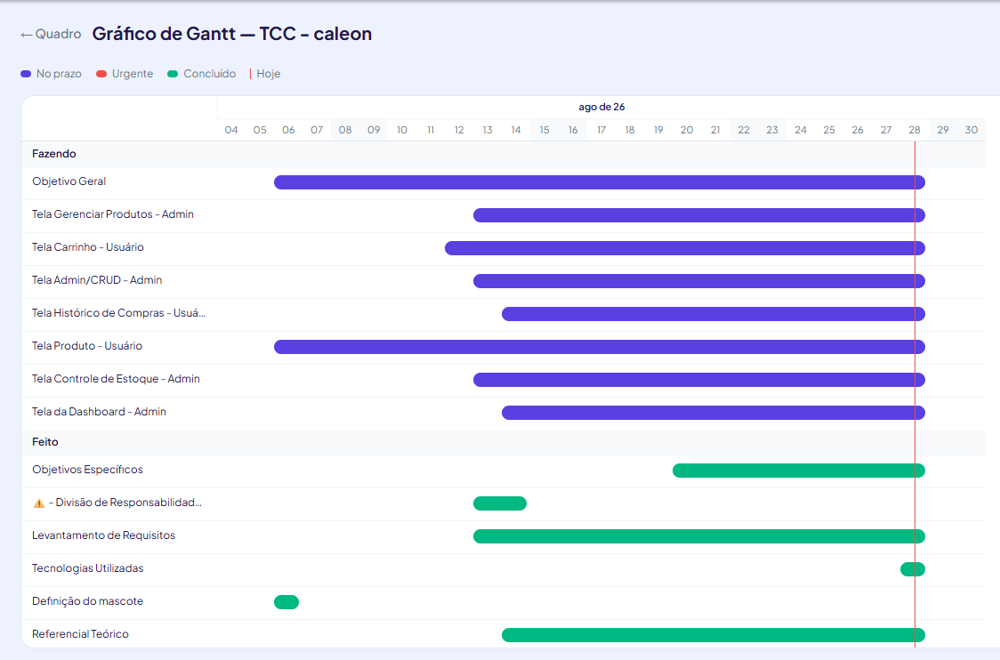 ← Quadro Gráfico de Gantt — TCC - caleon
No prazo Urgente Concluído | Hoje
ago de 26
04 05 06 07 08 09 10 11 12 13 14 15 16 17 18 19 20 21 22 23 24 25 26 27 28 29 30
Fazendo
Objetivo Geral
Tela Gerenciar Produtos - Admin
Tela Carrinho - Usuário
Tela Admin/CRUD - Admin
Tela Histórico de Compras - Usuá...
Tela Produto - Usuário
Tela Controle de Estoque - Admin
Tela da Dashboard - Admin
Feito
Objetivos Específicos
⚠️ - Divisão de Responsabilidad...
Levantamento de Requisitos
Tecnologias Utilizadas
Definição do mascote
Referencial Teórico